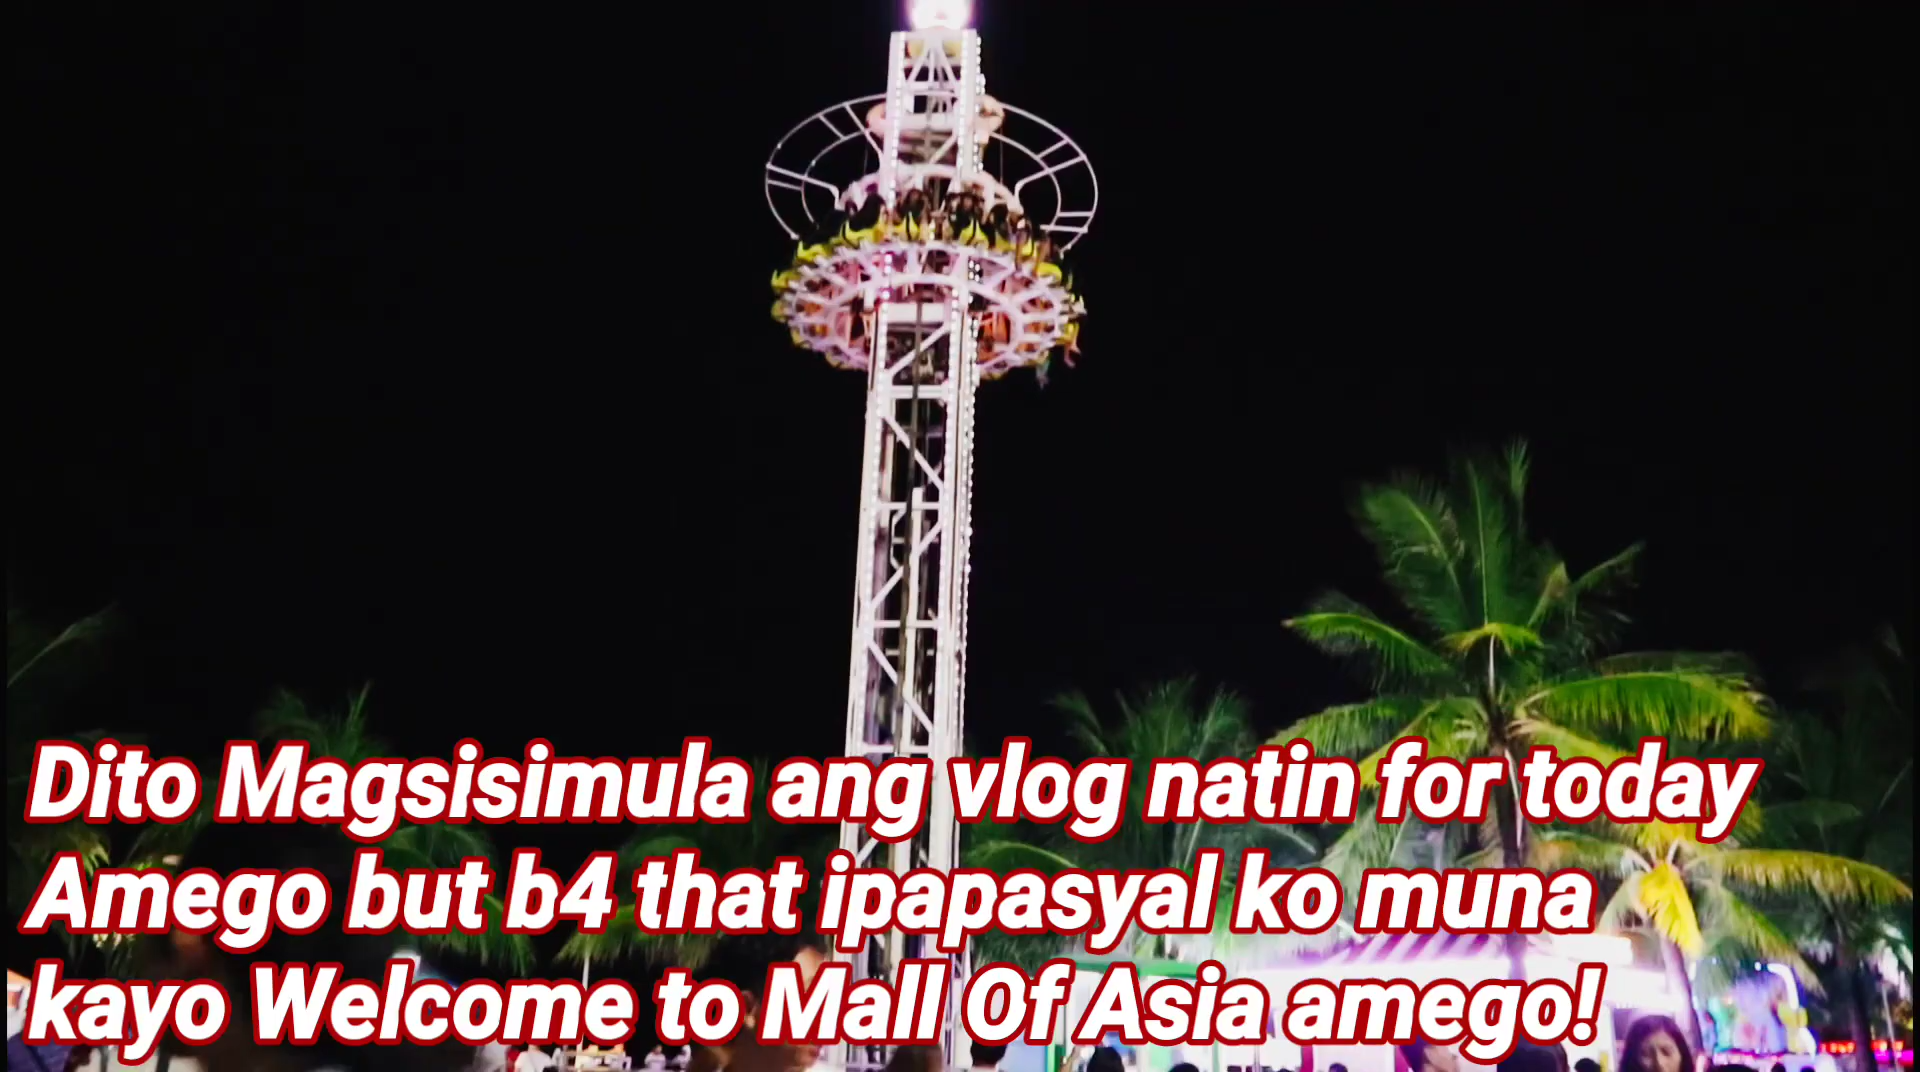 Dito Magsisimula ang vlog natin for today
Amego but b4 that ipapasyal ko muna
kayo Welcome to Mall Of Asia amego!